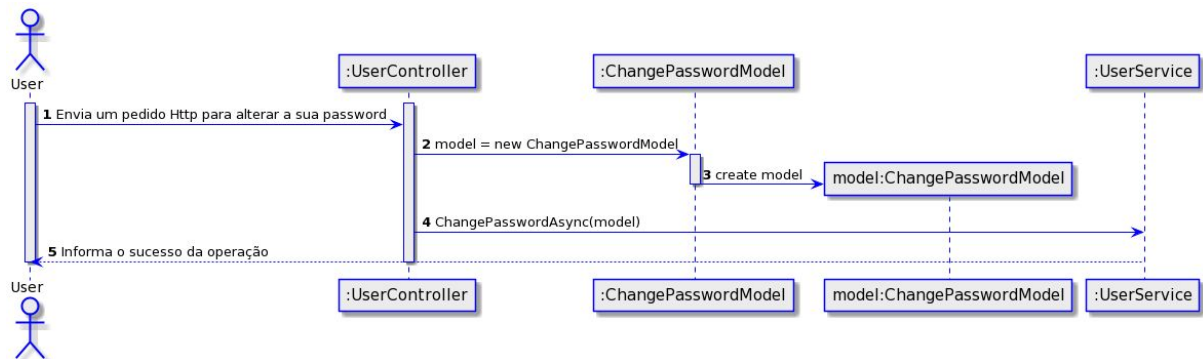 User
:UserController
:ChangePasswordModel
:UserService
1 Envia um pedido Http para alterar a sua password
2 model = new ChangePasswordModel
3 create model
model:ChangePasswordModel
4 ChangePasswordAsync(model)
5 Informa o sucesso da operação
User
:UserController
:ChangePasswordModel
model:ChangePasswordModel
:UserService